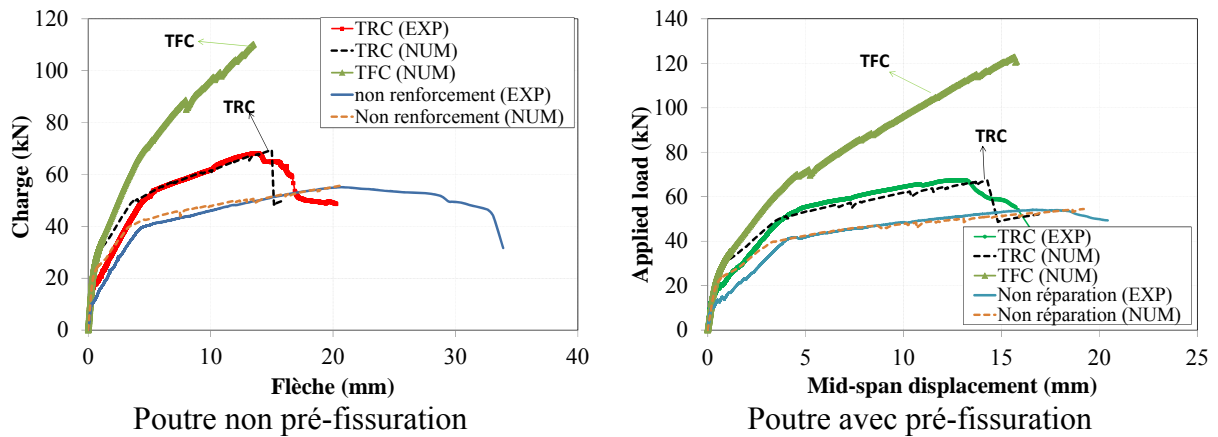 120
100
80
60
40
20
0
Charge (kN)
TFC
TRC
TRC (EXP)
TRC (NUM)
TFC (NUM)
non renforcement (EXP)
Non renforcement (NUM)
0 10 20 30 40
Flèche (mm)
Poutre non pré-fissuration
140
120
100
80
60
40
20
0
Applied load (kN)
TFC
TRC
TRC (EXP)
TRC (NUM)
TFC (NUM)
Non réparation (EXP)
Non réparation (NUM)
0 5 10 15 20 25
Mid-span displacement (mm)
Poutre avec pré-fissuration